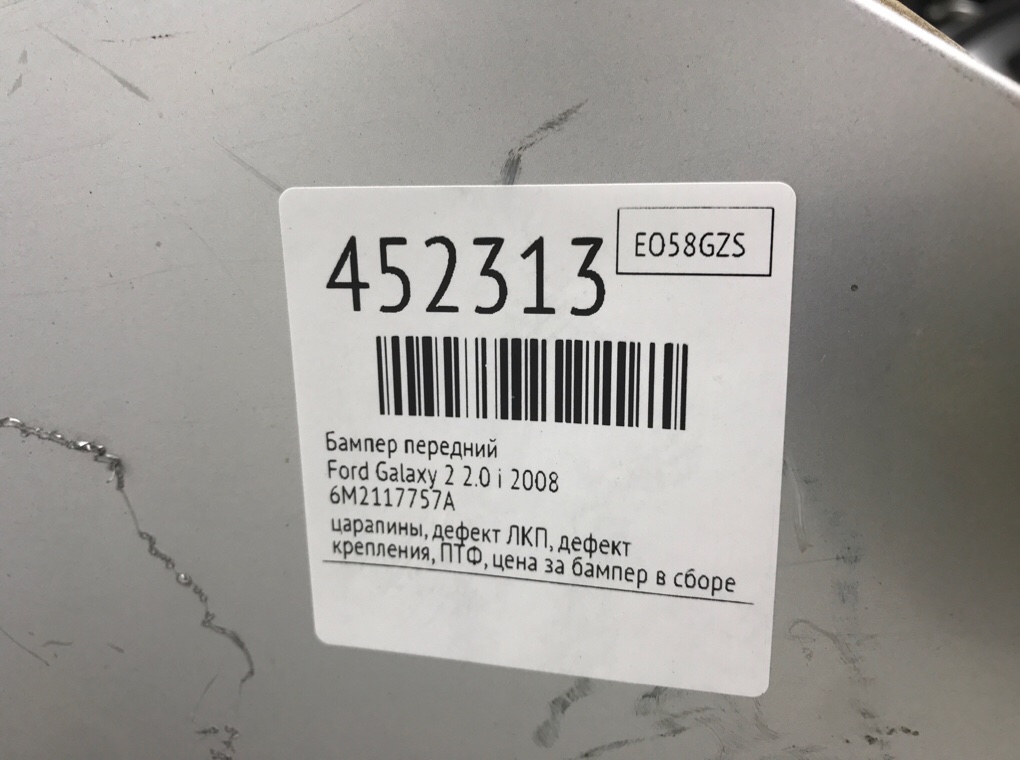 452313
EO58GZS
Бампер передний
Ford Galaxy 2 2.0 i 2008
6M2117757A
царапины, дефект ЛКП, дефект
крепления, ПТФ, цена за бампер в сборе